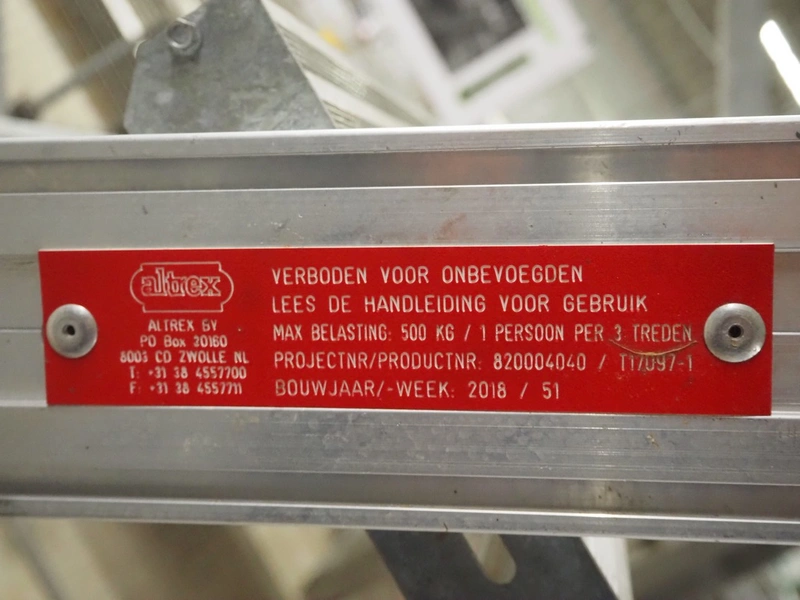 altrex
ALTREX BV
PO Box 30160
8003 CD ZWOLLE NL
T: +31 38 4557700
F: +31 38 4557711
VERBODEN VOOR ONBEVOEGDEN
LEES DE HANDLEIDING VOOR GEBRUIK
MAX BELASTING: 500 KG / 1 PERSOON PER 3 TREDEN
PROJECTNR/PRODUCTNR: 820004040 / T17097-1
BOUWJAAR/-WEEK: 2018 / 51